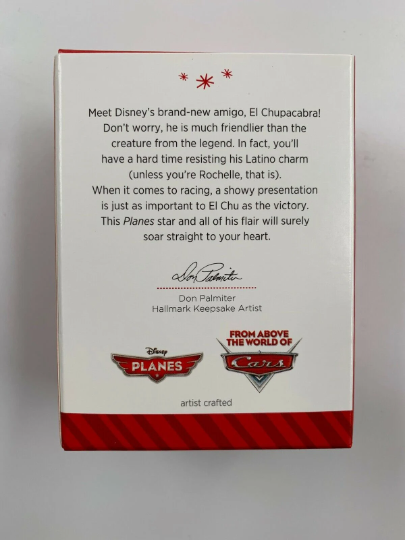 Meet Disney's brand-new amigo, El Chupacabra!
Don't worry, he is much friendlier than the
creature from the legend. In fact, you'll
have a hard time resisting his Latino charm
(unless you're Rochelle, that is).
When it comes to racing, a showy presentation
is just as important to El Chu as the victory.
This Planes star and all of his flair will surely
soar straight to your heart.
Don Palmiter
Don Palmiter
Hallmark Keepsake Artist
Disney
PLANES
FROM ABOVE
THE WORLD OF
Cars
artist crafted